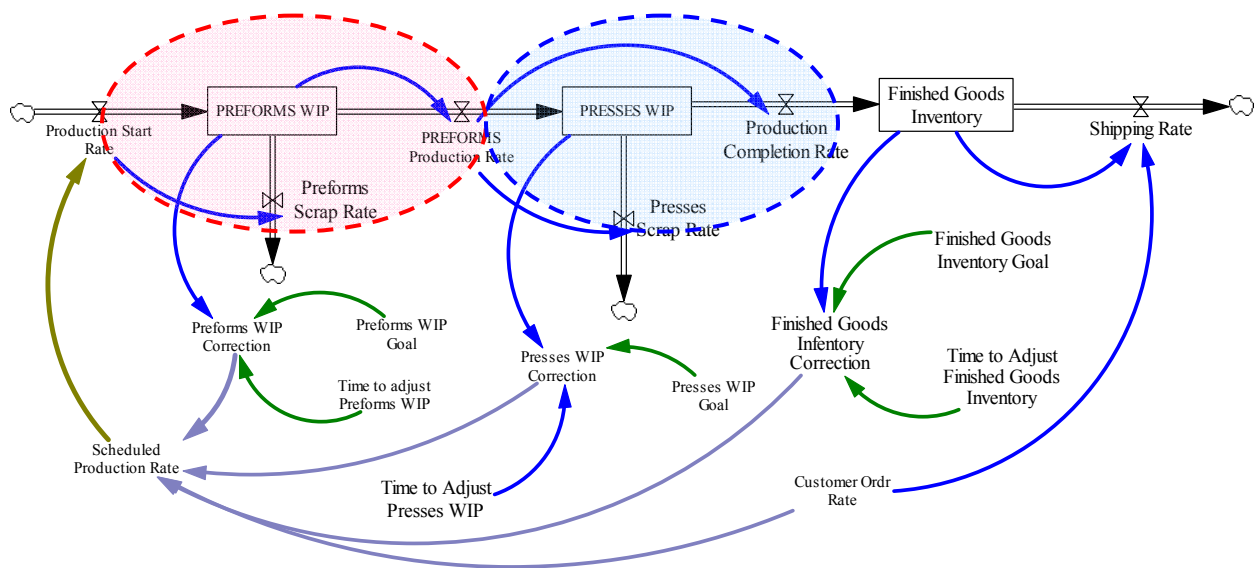 Production Start
Rate
PREFORMS WIP
PREFORMS
Production Rate
PRESSES WIP
Production
Completion Rate
Finished Goods
Inventory
Shipping Rate
Preforms
Scrap Rate
Presses
Scrap Rate
Finished Goods
Inventory Goal
Preforms WIP
Correction
Preforms WIP
Goal
Time to adjust
Preforms WIP
Presses WIP
Correction
Presses WIP
Goal
Finished Goods
Infentory
Correction
Time to Adjust
Finished Goods
Inventory
Scheduled
Production Rate
Time to Adjust
Presses WIP
Customer Ordr
Rate